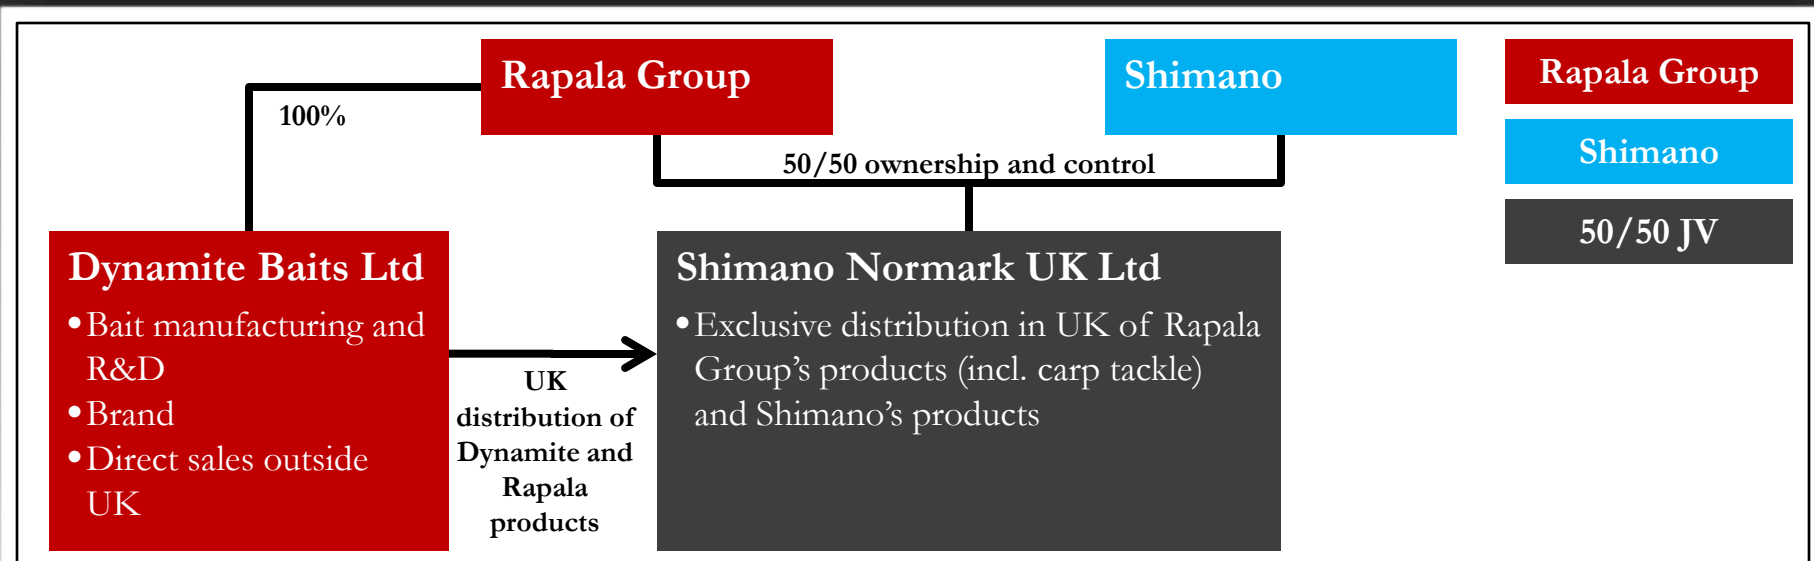 Rapala Group
Shimano
Rapala Group
100%
50/50 ownership and control
Shimano
50/50 JV
Dynamite Baits Ltd
•Bait manufacturing and
R&D
•Brand
•Direct sales outside
UK
UK
distribution of
Dynamite and
Rapala
products
Shimano Normark UK Ltd
•Exclusive distribution in UK of Rapala
Group’s products (incl. carp tackle)
and Shimano’s products